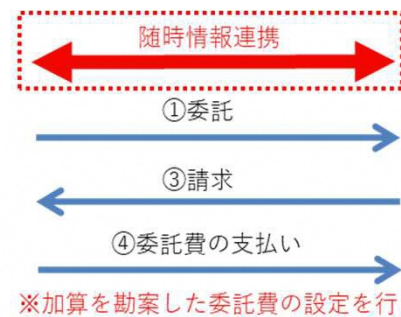 随時情報連携
①委託
③請求
④委託費の支払い
※加算を勘案した委託費の設定を行